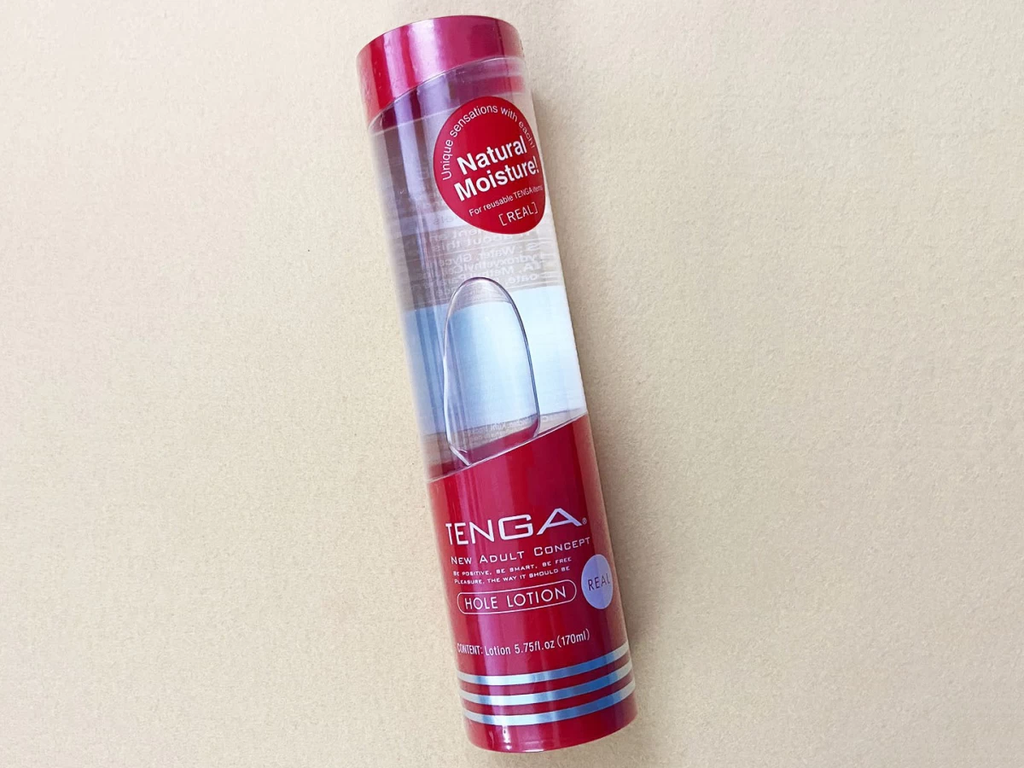 Unique sensations with each!
Natural
Moisture!
For reusable TENGA items
[REAL]
TENGA®
NEW ADULT CONCEPT
BE POSITIVE, BE SMART, BE FREE
PLEASURE, THE WAY IT SHOULD BE
HOLE LOTION
REAL
CONTENT: Lotion 5.75fl.oz (170ml)